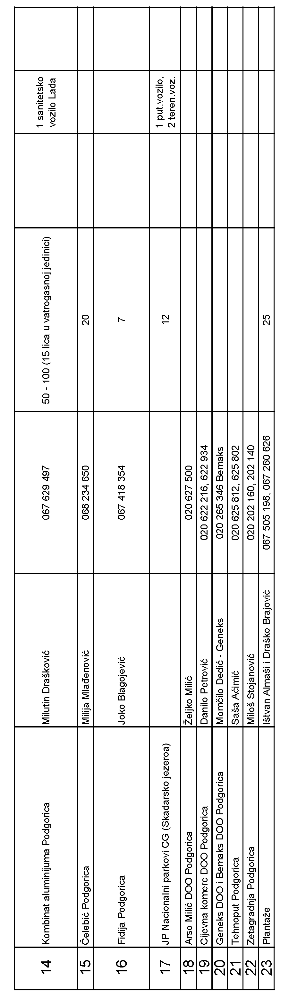 14 Kombinat aluminijuma Podgorica Milutin Drašković 067 629 497 50 - 100 (15 lica u vatrogasnoj jedinici) 1 sanitetsko
vozilo Lada
15 Čelebić Podgorica Milija Mlađenović 068 234 650 20
16 Fidija Podgorica Joko Blagojević 067 418 354 7
17 JP Nacionalni parkovi CG (Skadarsko jezeroa) 12 1 put.vozilo,
2 teren.voz.
18 Arso Milić DOO Podgorica Željko Milić 020 627 500
19 Cijevna komerc DOO Podgorica Danilo Petrović 020 622 216, 622 934
20 Geneks DOO i Bemaks DOO Podgorica Momčilo Dedić - Geneks 020 265 346 Bemaks
21 Tehnoput Podgorica Saša Aćimić 020 625 812, 625 802
22 Zetagradnja Podgorica Miloš Stojanović 020 202 160, 202 140
23 Plantaže Ištvan Almaši i Draško Brajović 067 505 198, 067 260 626 25